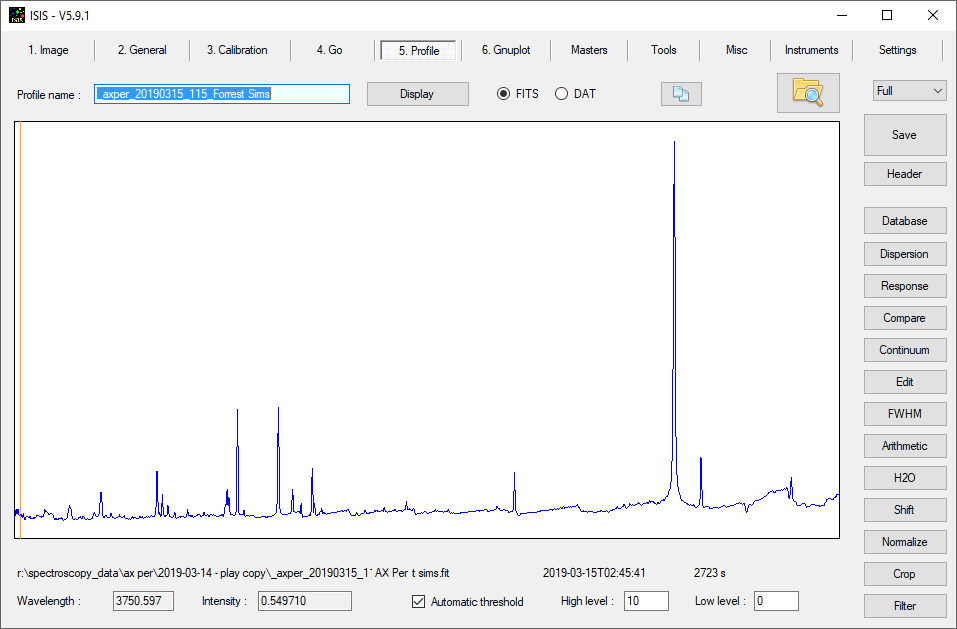 ISIS - V5.9.1
1. Image 2. General 3. Calibration 4. Go 5. Profile 6. Gnuplot Masters Tools Misc Instruments Settings
Profile name : _axper_20190315_115_Forrest Sims Display FITS DAT Full
Save
Header
Database
Dispersion
Response
Compare
Continuum
Edit
FWHM
Arithmetic
H2O
Shift
Normalize
Crop
Filter
r:\spectroscopy_data\ax per\2019-03-14 - play copy\_axper_20190315_11 AX Per t sims.fit 2019-03-15T02:45:41 2723 s
Wavelength : 3750.597 Intensity : 0.549710 Automatic threshold High level : 10 Low level : 0